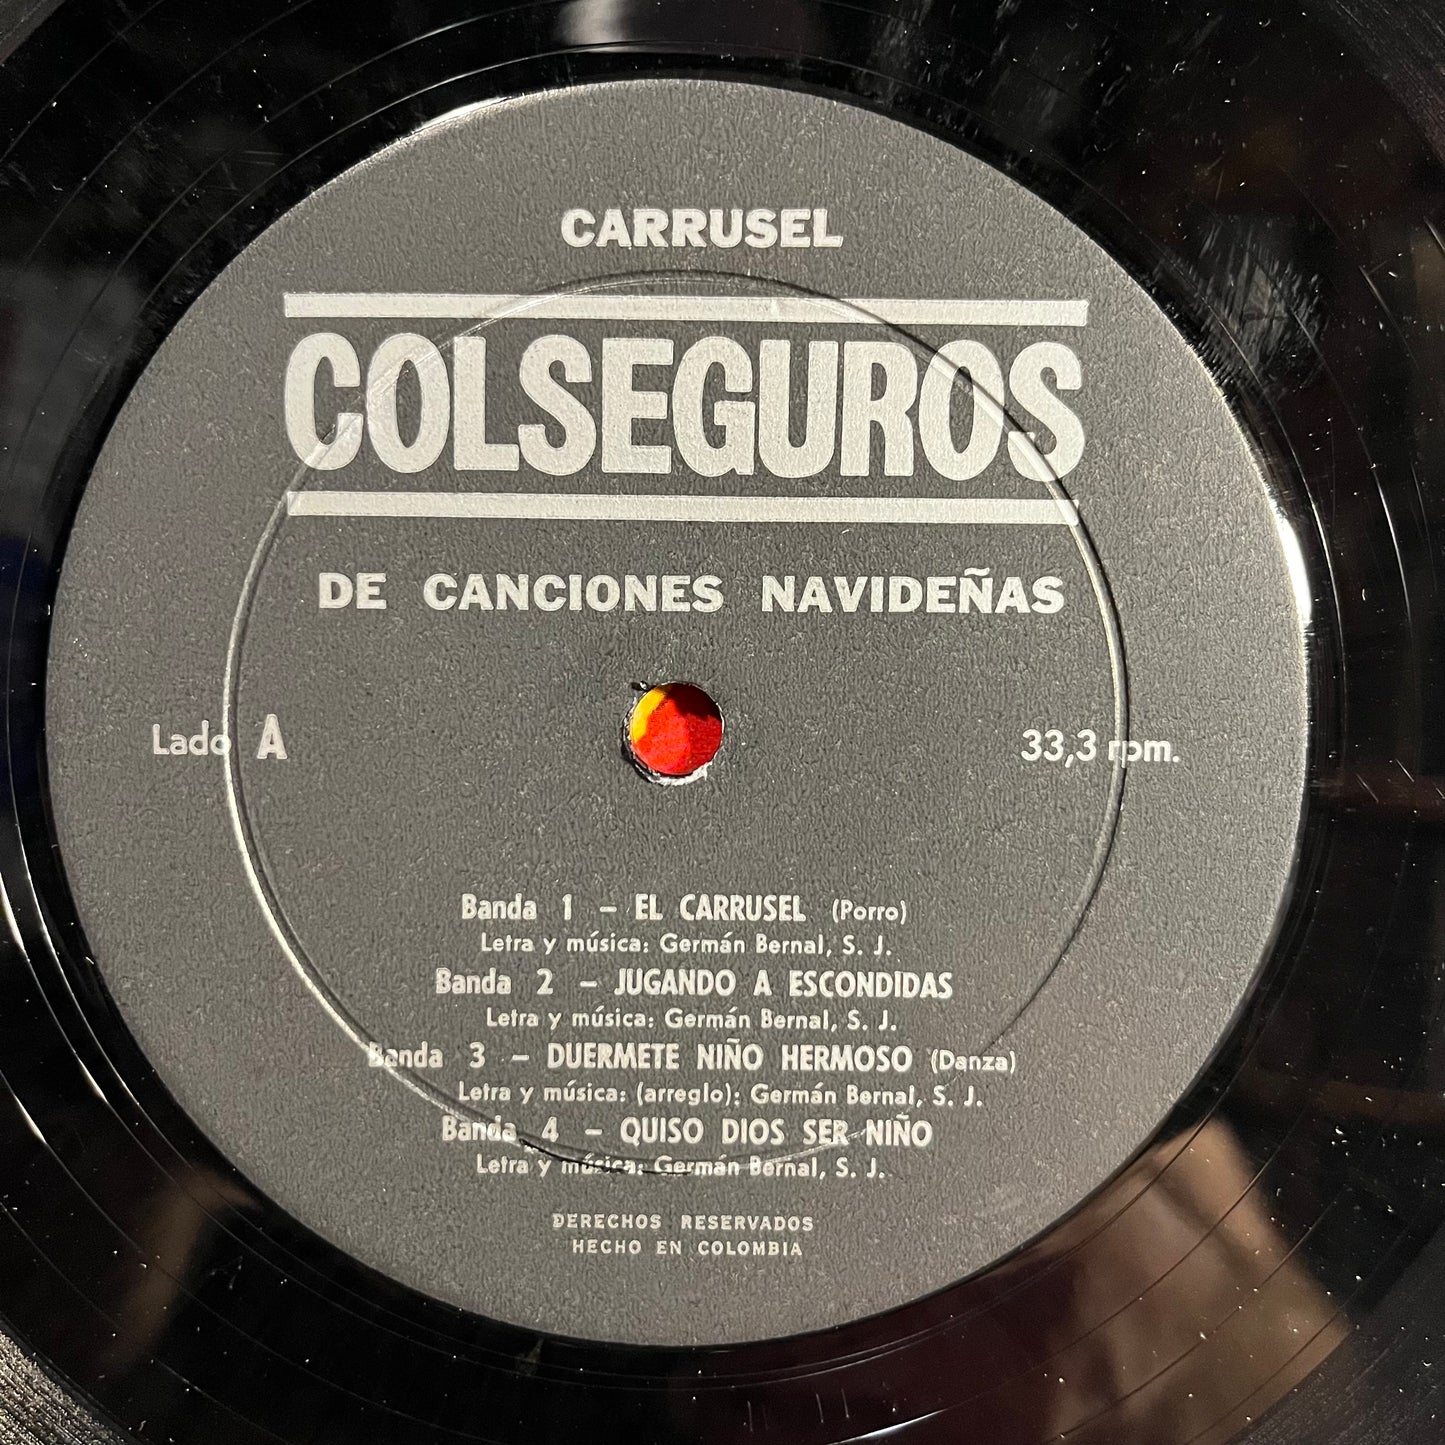 CARRUSEL
COLSEGUROS
DE CANCIONES NAVIDEÑAS
Lado A
33,3 rpm.
Banda 1 – EL CARRUSEL (Porro)
Letra y música: Germán Bernal, S. J.
Banda 2 – JUGANDO A ESCONDIDAS
Letra y música: Germán Bernal, S. J.
Banda 3 – DUERMETE NIÑO HERMOSO (Danza)
Letra y música: (arreglo): Germán Bernal, S. J.
Banda 4 – QUISO DIOS SER NIÑO
Letra y música: Germán Bernal, S. J.
DERECHOS RESERVADOS
HECHO EN COLOMBIA